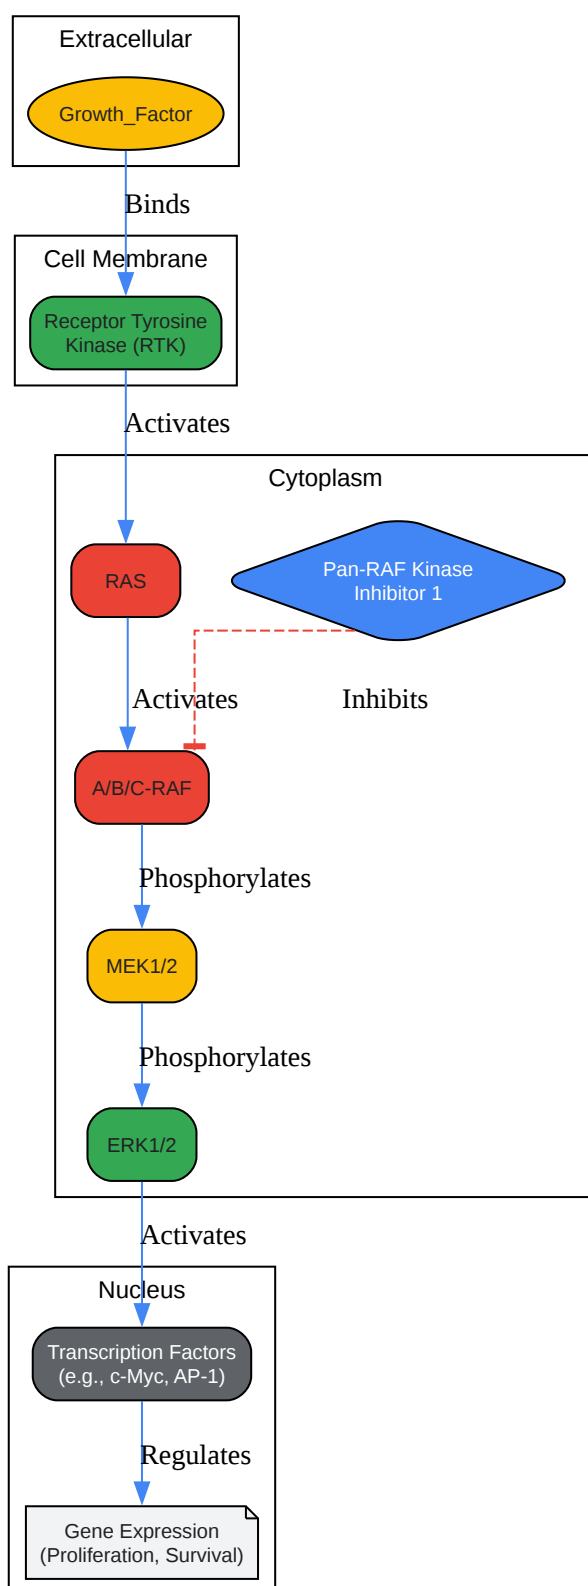 Extracellular
Growth_Factor
Binds
Cell Membrane
Receptor Tyrosine
Kinase (RTK)
Activates
Cytoplasm
RAS
Pan-RAF Kinase
Inhibitor 1
Activates
Inhibits
A/B/C-RAF
Phosphorylates
MEK1/2
Phosphorylates
ERK1/2
Activates
Nucleus
Transcription Factors
(e.g., c-Myc, AP-1)
Regulates
Gene Expression
(Proliferation, Survival)